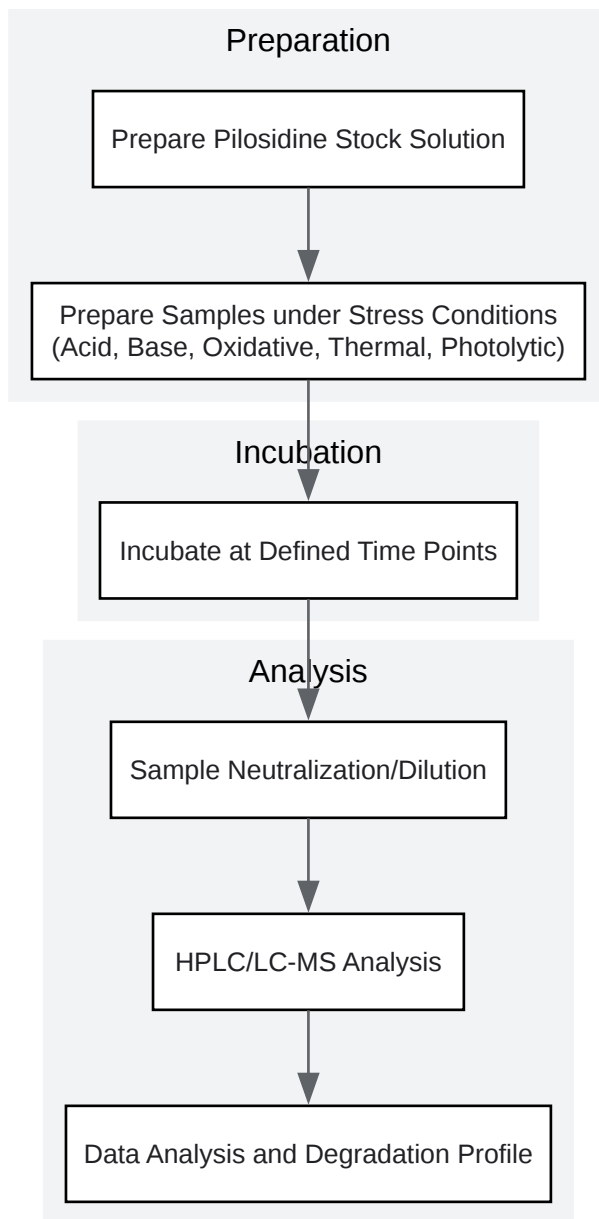 Preparation
Prepare Pilosidine Stock Solution
Prepare Samples under Stress Conditions
(Acid, Base, Oxidative, Thermal, Photolytic)
Incubation
Incubate at Defined Time Points
Analysis
Sample Neutralization/Dilution
HPLC/LC-MS Analysis
Data Analysis and Degradation Profile